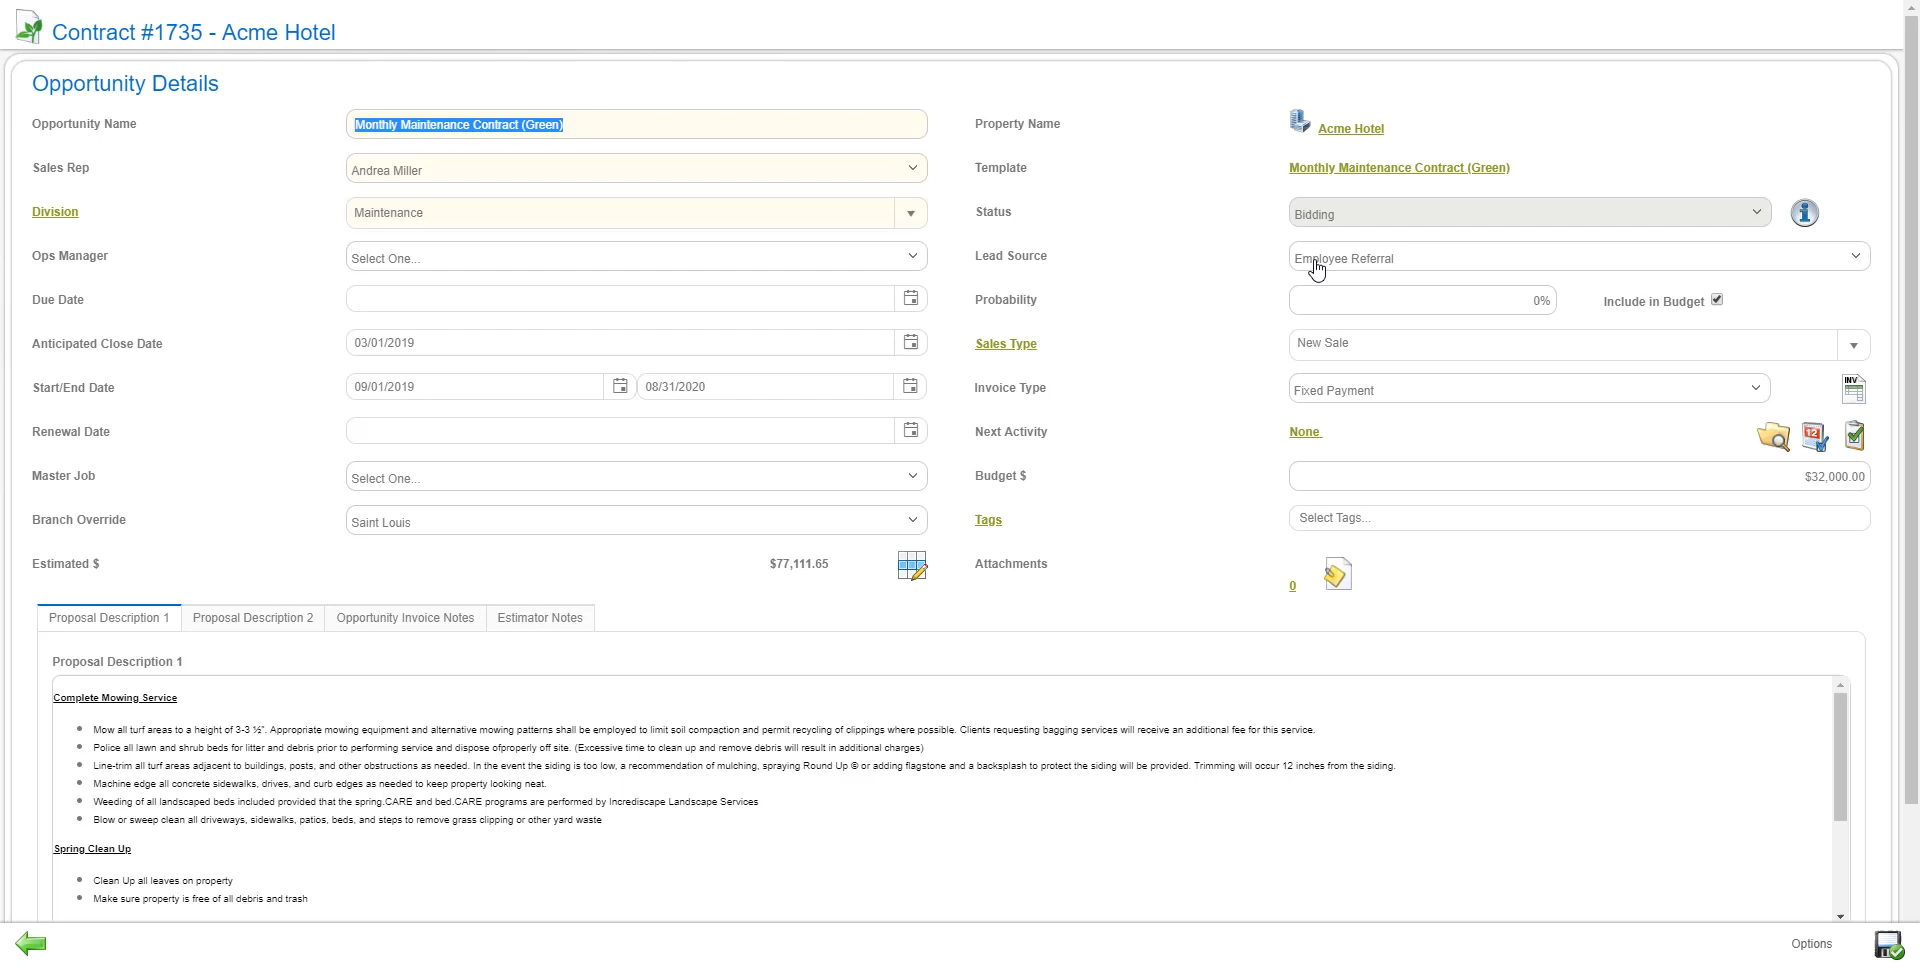 Contract #1735 - Acme Hotel
Opportunity Details
Opportunity Name
Monthly Maintenance Contract (Green)
Property Name
Acme Hotel
Sales Rep
Andrea Miller
Template
Monthly Maintenance Contract (Green)
Division
Maintenance
Status
Bidding
Ops Manager
Select One...
Lead Source
Employee Referral
Due Date
Probability
0%
Include in Budget
Anticipated Close Date
03/01/2019
Sales Type
New Sale
Start/End Date
09/01/2019
08/31/2020
Invoice Type
Fixed Payment
INV
Renewal Date
Next Activity
None
12
Master Job
Select One...
Budget $
$32,000.00
Branch Override
Saint Louis
Tags
Select Tags...
Estimated $
$77,111.65
Attachments
0
Proposal Description 1
Proposal Description 2
Opportunity Invoice Notes
Estimator Notes
Proposal Description 1
Complete Mowing Service
Mow all turf areas to a height of 3-3 ½". Appropriate mowing equipment and alternative mowing patterns shall be employed to limit soil compaction and permit recycling of clippings where possible. Clients requesting bagging services will receive an additional fee for this service.
Police all lawn and shrub beds for litter and debris prior to performing service and dispose ofproperly off site. (Excessive time to clean up and remove debris will result in additional charges)
Line-trim all turf areas adjacent to buildings, posts, and other obstructions as needed. In the event the siding is too low, a recommendation of mulching, spraying Round Up ® or adding flagstone and a backsplash to protect the siding will be provided. Trimming will occur 12 inches from the siding.
Machine edge all concrete sidewalks, drives, and curb edges as needed to keep property looking neat.
Weeding of all landscaped beds included provided that the spring.CARE and bed.CARE programs are performed by Incrediscape Landscape Services
Blow or sweep clean all driveways, sidewalks, patios, beds, and steps to remove grass clipping or other yard waste
Spring Clean Up
Clean Up all leaves on property
Make sure property is free of all debris and trash
Options